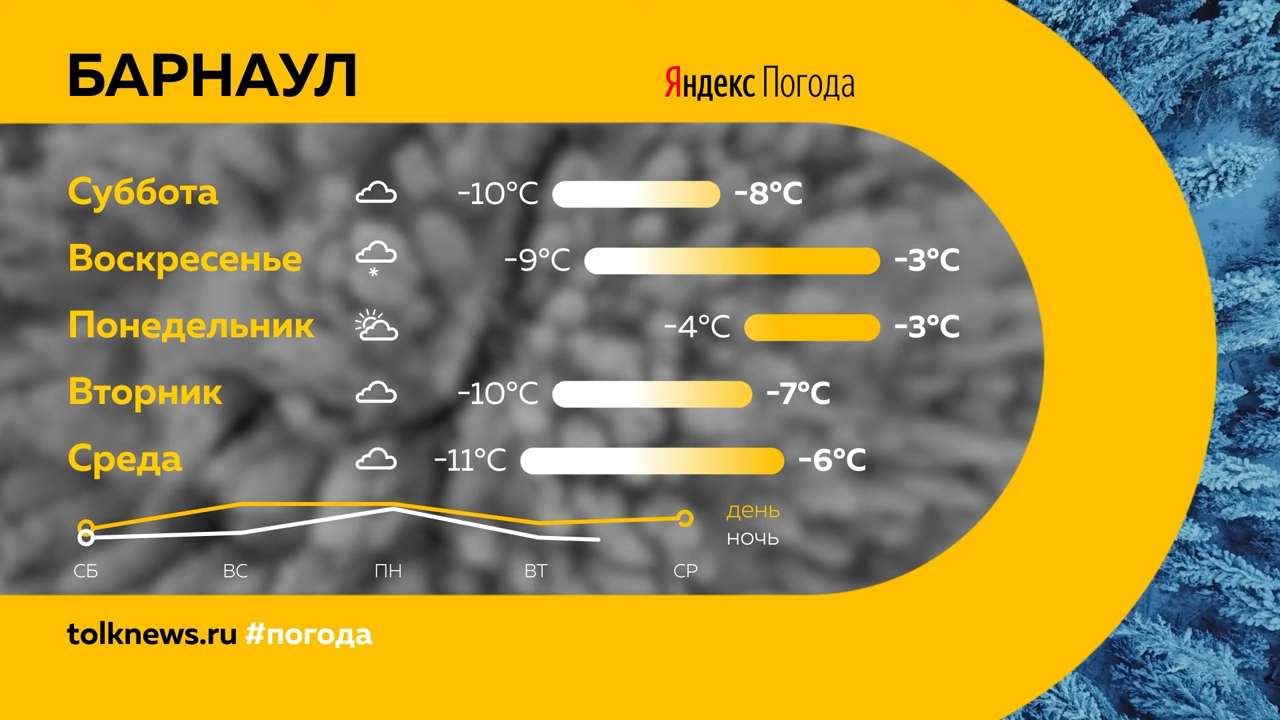 БАРНАУЛ
Яндекс Погода
Суббота -10°C -8°C
Воскресенье -9°C -3°C
Понедельник -4°C -3°C
Вторник -10°C -7°C
Среда -11°C -6°C
день
ночь
СБ ВС ПН ВТ СР
tolknews.ru #погода